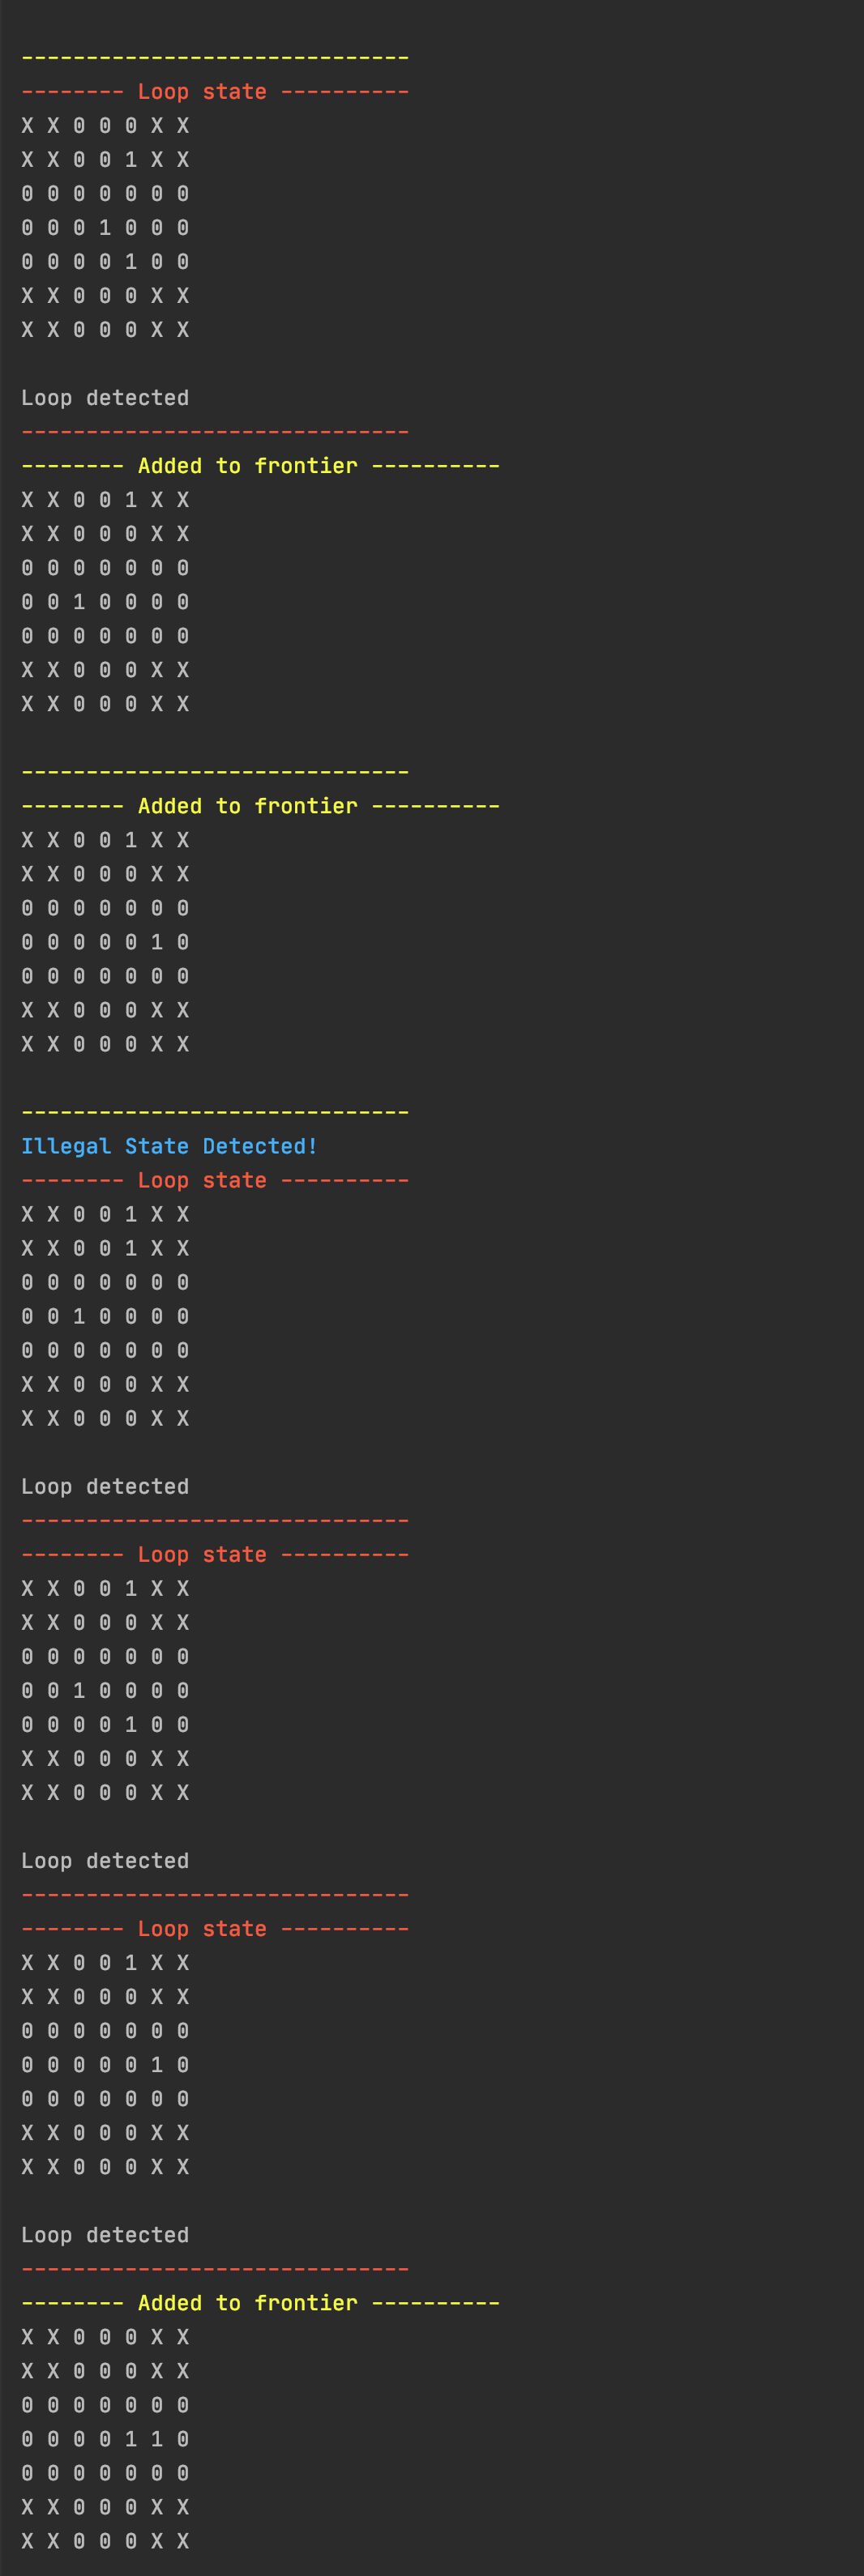 ------------------------------
-------- Loop state ----------
X X 0 0 0 X X
X X 0 0 1 X X
0 0 0 0 0 0 0
0 0 0 1 0 0 0
0 0 0 0 1 0 0
X X 0 0 0 X X
X X 0 0 0 X X
Loop detected
------------------------------
-------- Added to frontier ----------
X X 0 0 1 X X
X X 0 0 0 X X
0 0 0 0 0 0 0
0 0 1 0 0 0 0
0 0 0 0 0 0 0
X X 0 0 0 X X
X X 0 0 0 X X
------------------------------
-------- Added to frontier ----------
X X 0 0 1 X X
X X 0 0 0 X X
0 0 0 0 0 0 0
0 0 0 0 0 1 0
0 0 0 0 0 0 0
X X 0 0 0 X X
X X 0 0 0 X X
------------------------------
Illegal State Detected!
-------- Loop state ----------
X X 0 0 1 X X
X X 0 0 1 X X
0 0 0 0 0 0 0
0 0 1 0 0 0 0
0 0 0 0 0 0 0
X X 0 0 0 X X
X X 0 0 0 X X
Loop detected
------------------------------
-------- Loop state ----------
X X 0 0 1 X X
X X 0 0 0 X X
0 0 0 0 0 0 0
0 0 1 0 0 0 0
0 0 0 0 1 0 0
X X 0 0 0 X X
X X 0 0 0 X X
Loop detected
------------------------------
-------- Loop state ----------
X X 0 0 1 X X
X X 0 0 0 X X
0 0 0 0 0 0 0
0 0 0 0 0 1 0
0 0 0 0 0 0 0
X X 0 0 0 X X
X X 0 0 0 X X
Loop detected
------------------------------
-------- Added to frontier ----------
X X 0 0 0 X X
X X 0 0 0 X X
0 0 0 0 0 0 0
0 0 0 0 1 1 0
0 0 0 0 0 0 0
X X 0 0 0 X X
X X 0 0 0 X X